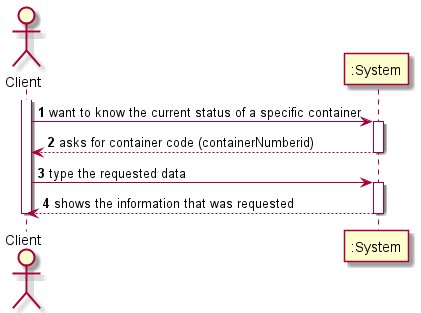 Client
:System
1 want to know the current status of a specific container
2 asks for container code (containerNumberid)
3 type the requested data
4 shows the information that was requested
Client
:System